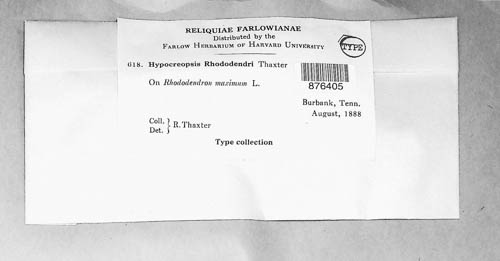 RELIQUIAE FARLOWIANAE
Distributed by the
FARLOW HERBARIUM OF HARVARD UNIVERSITY
TYPE
618. Hypocreopsis Rhododendri Thaxter
On Rhododendron maximum L.
876405
Burbank, Tenn.
August, 1888
Coll. } R. Thaxter
Det.
Type collection